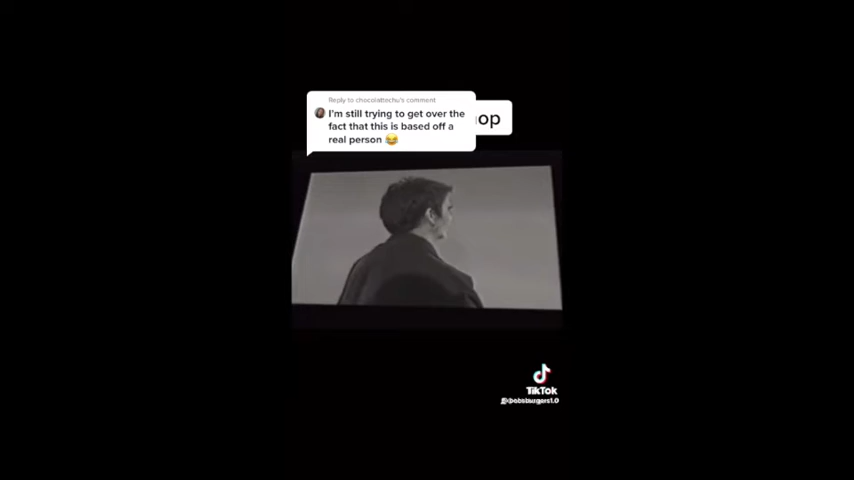 Reply to chocolattechu's comment
I'm still trying to get over the
fact that this is based off a
real person 😂
op
TikTok